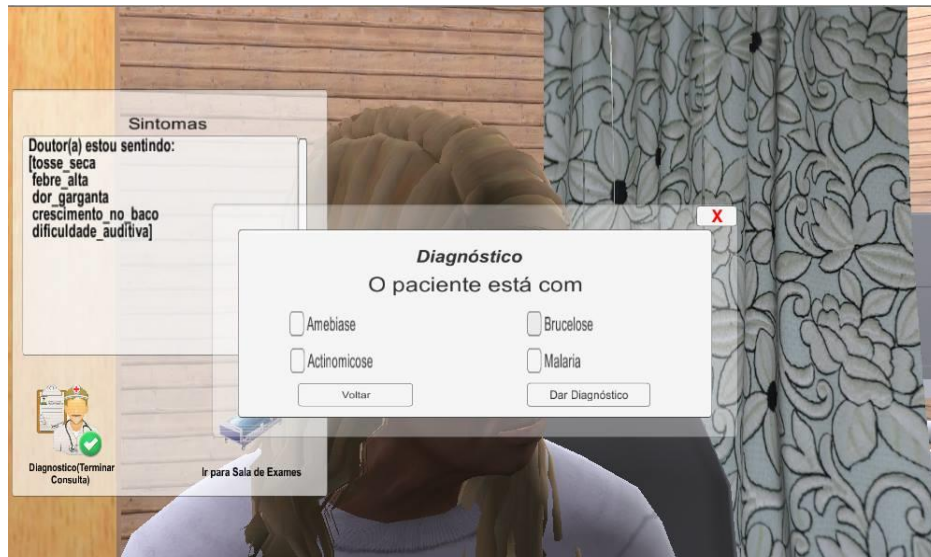 Sintomas
Doutor(a) estou sentindo:
[tosse_seca
febre_alta
dor_garganta
crescimento_no_baco
dificuldade_auditiva]
X
Diagnóstico
O paciente está com
Amebiase
Brucelose
Actinomicose
Malaria
Voltar
Dar Diagnóstico
Diagnostico(Terminar
Consulta)
Ir para Sala de Exames